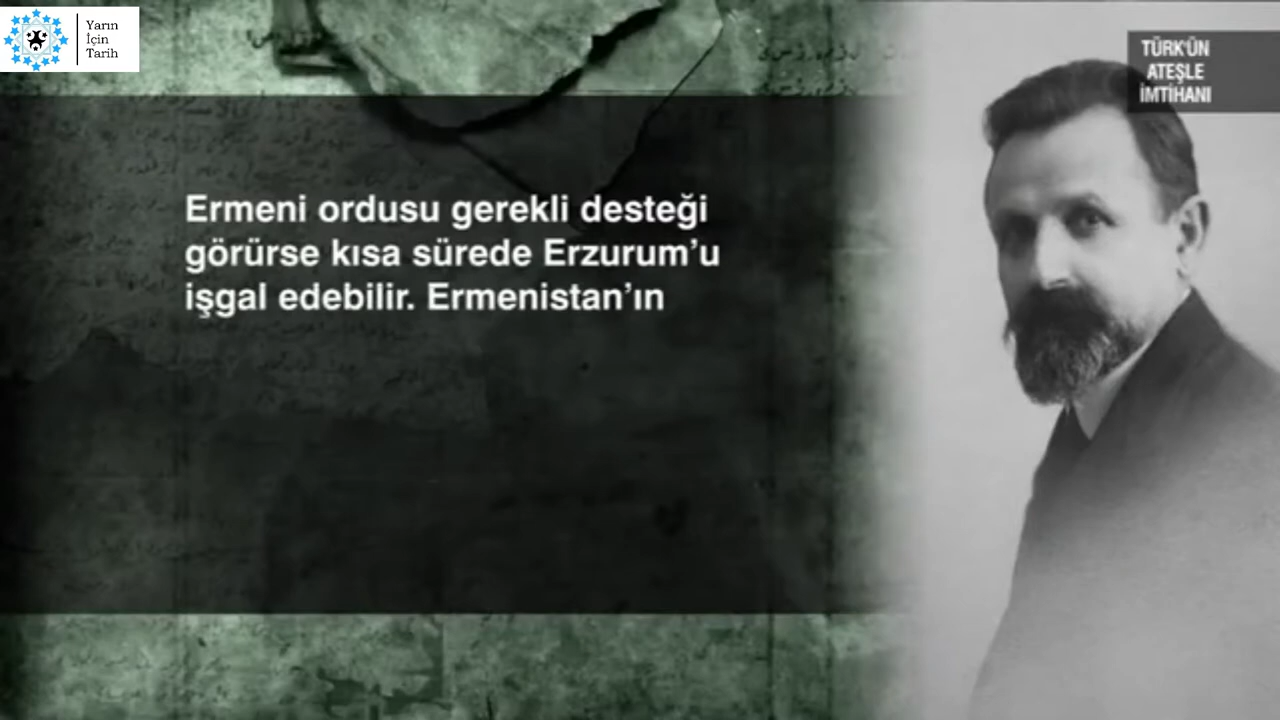 Yarın
İçin
Tarih
TÜRK'ÜN
ATEŞLE
İMTİHANI
Ermeni ordusu gerekli desteği
görürse kısa sürede Erzurum’u
işgal edebilir. Ermenistan’ın